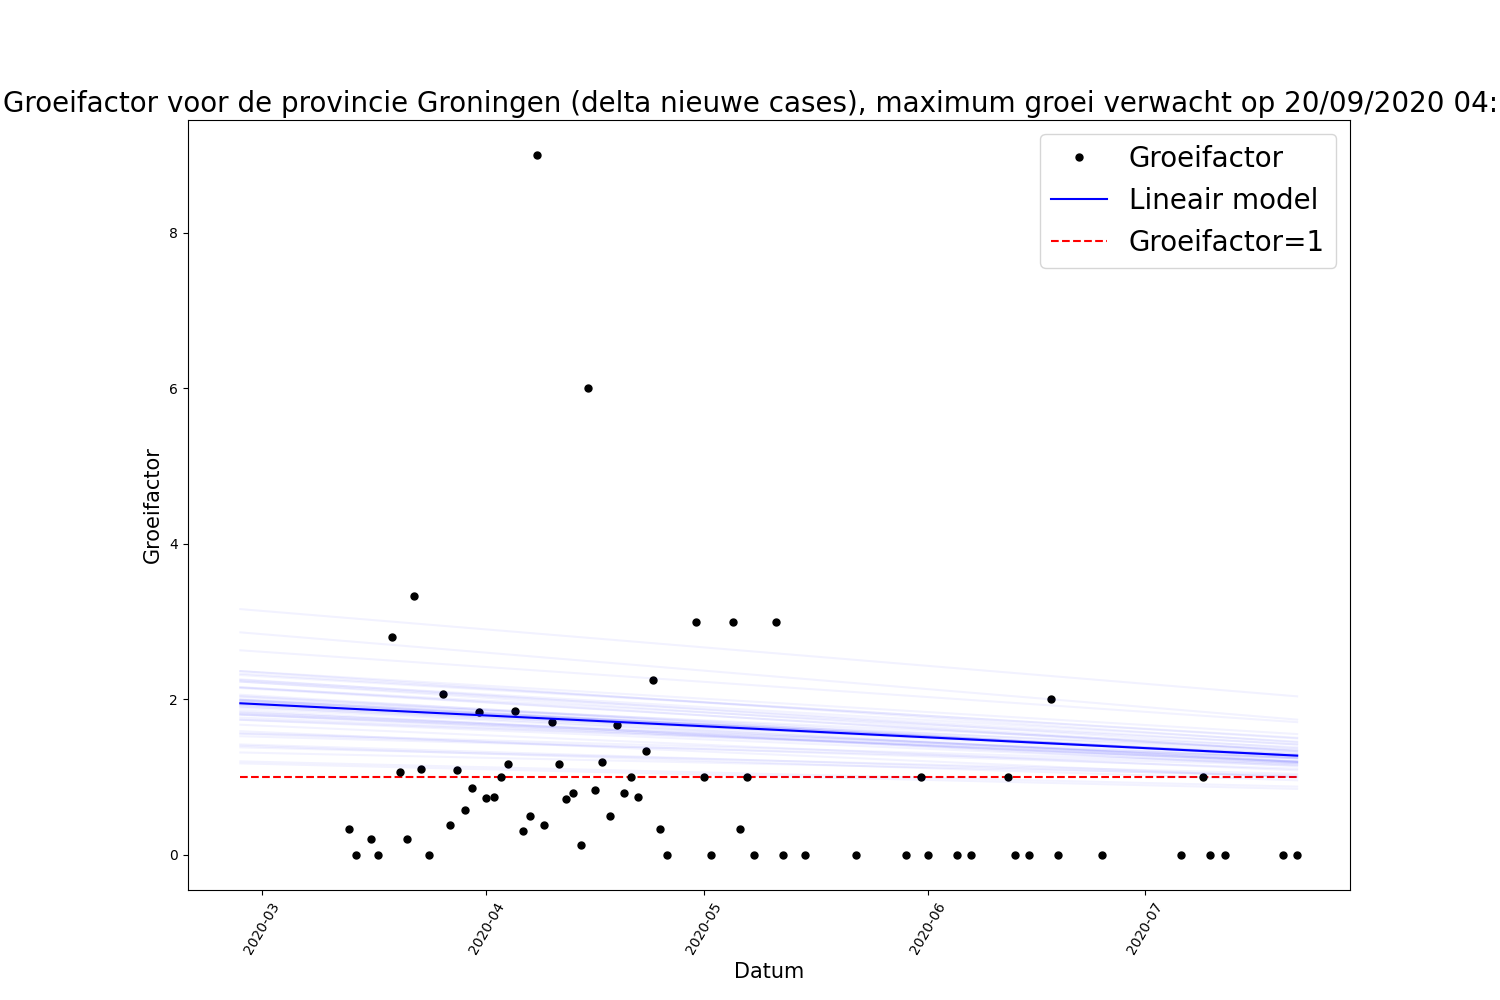 Groeifactor voor de provincie Groningen (delta nieuwe cases), maximum groei verwacht op 20/09/2020 04:
Groeifactor
Lineair model
Groeifactor=1
8
6
4
2
0
Groeifactor
2020-03
2020-04
2020-05
2020-06
2020-07
Datum